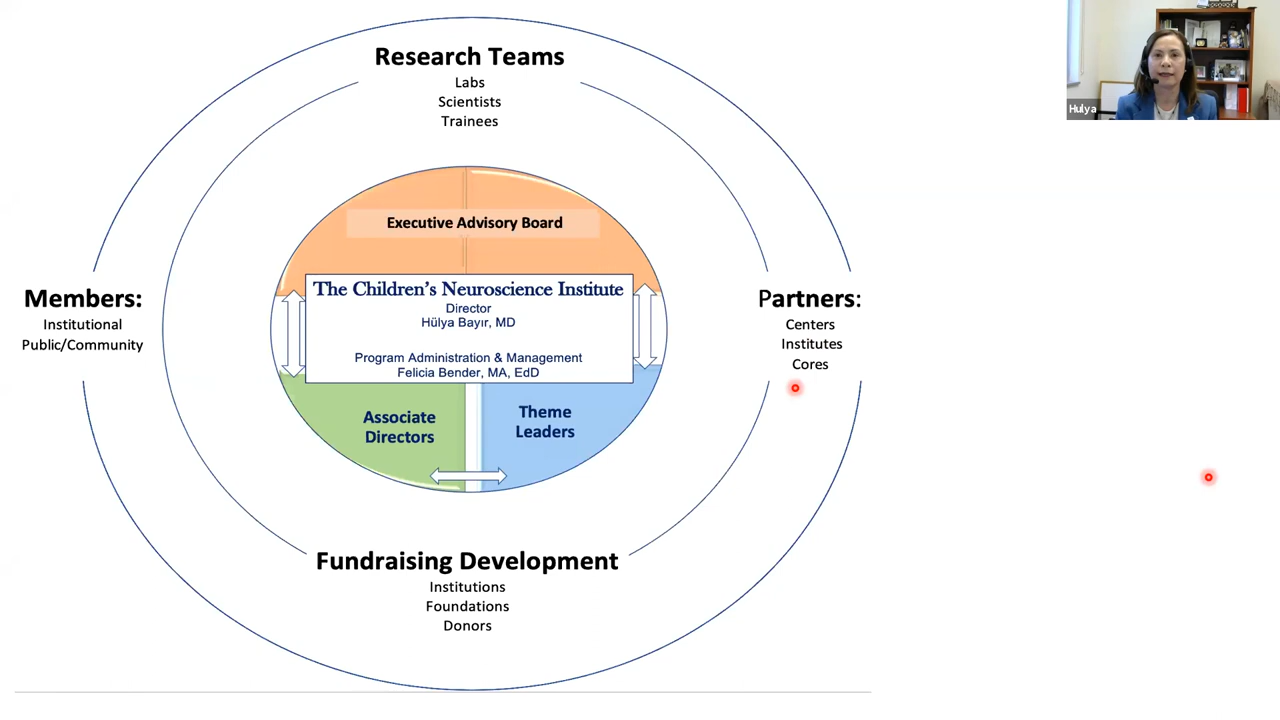 Research Teams
Labs
Scientists
Trainees
Hulya
Executive Advisory Board
Members:
Institutional
Public/Community
The Children's Neuroscience Institute
Director
Hülya Bayır, MD
Program Administration & Management
Felicia Bender, MA, EdD
Partners:
Centers
Institutes
Cores
Associate
Directors
Theme
Leaders
Fundraising Development
Institutions
Foundations
Donors